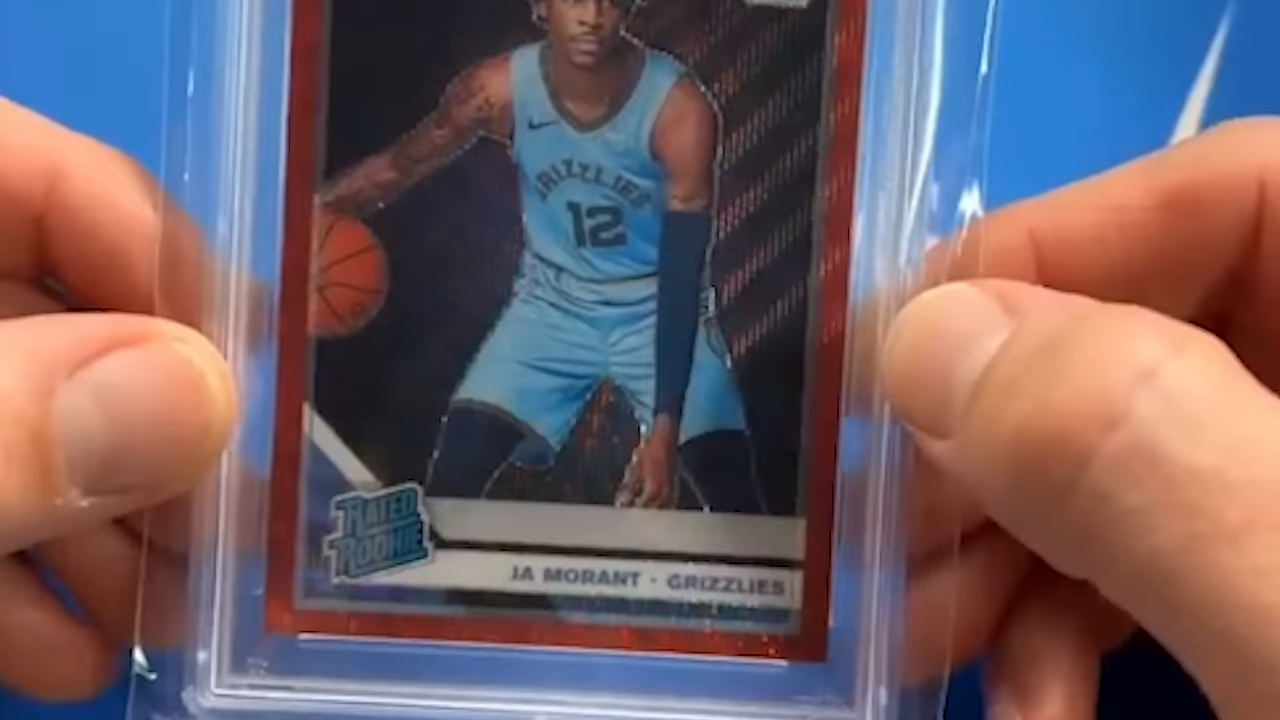 GRIZZLIES
12
RATED
ROOKIE
JA MORANT · GRIZZLIES